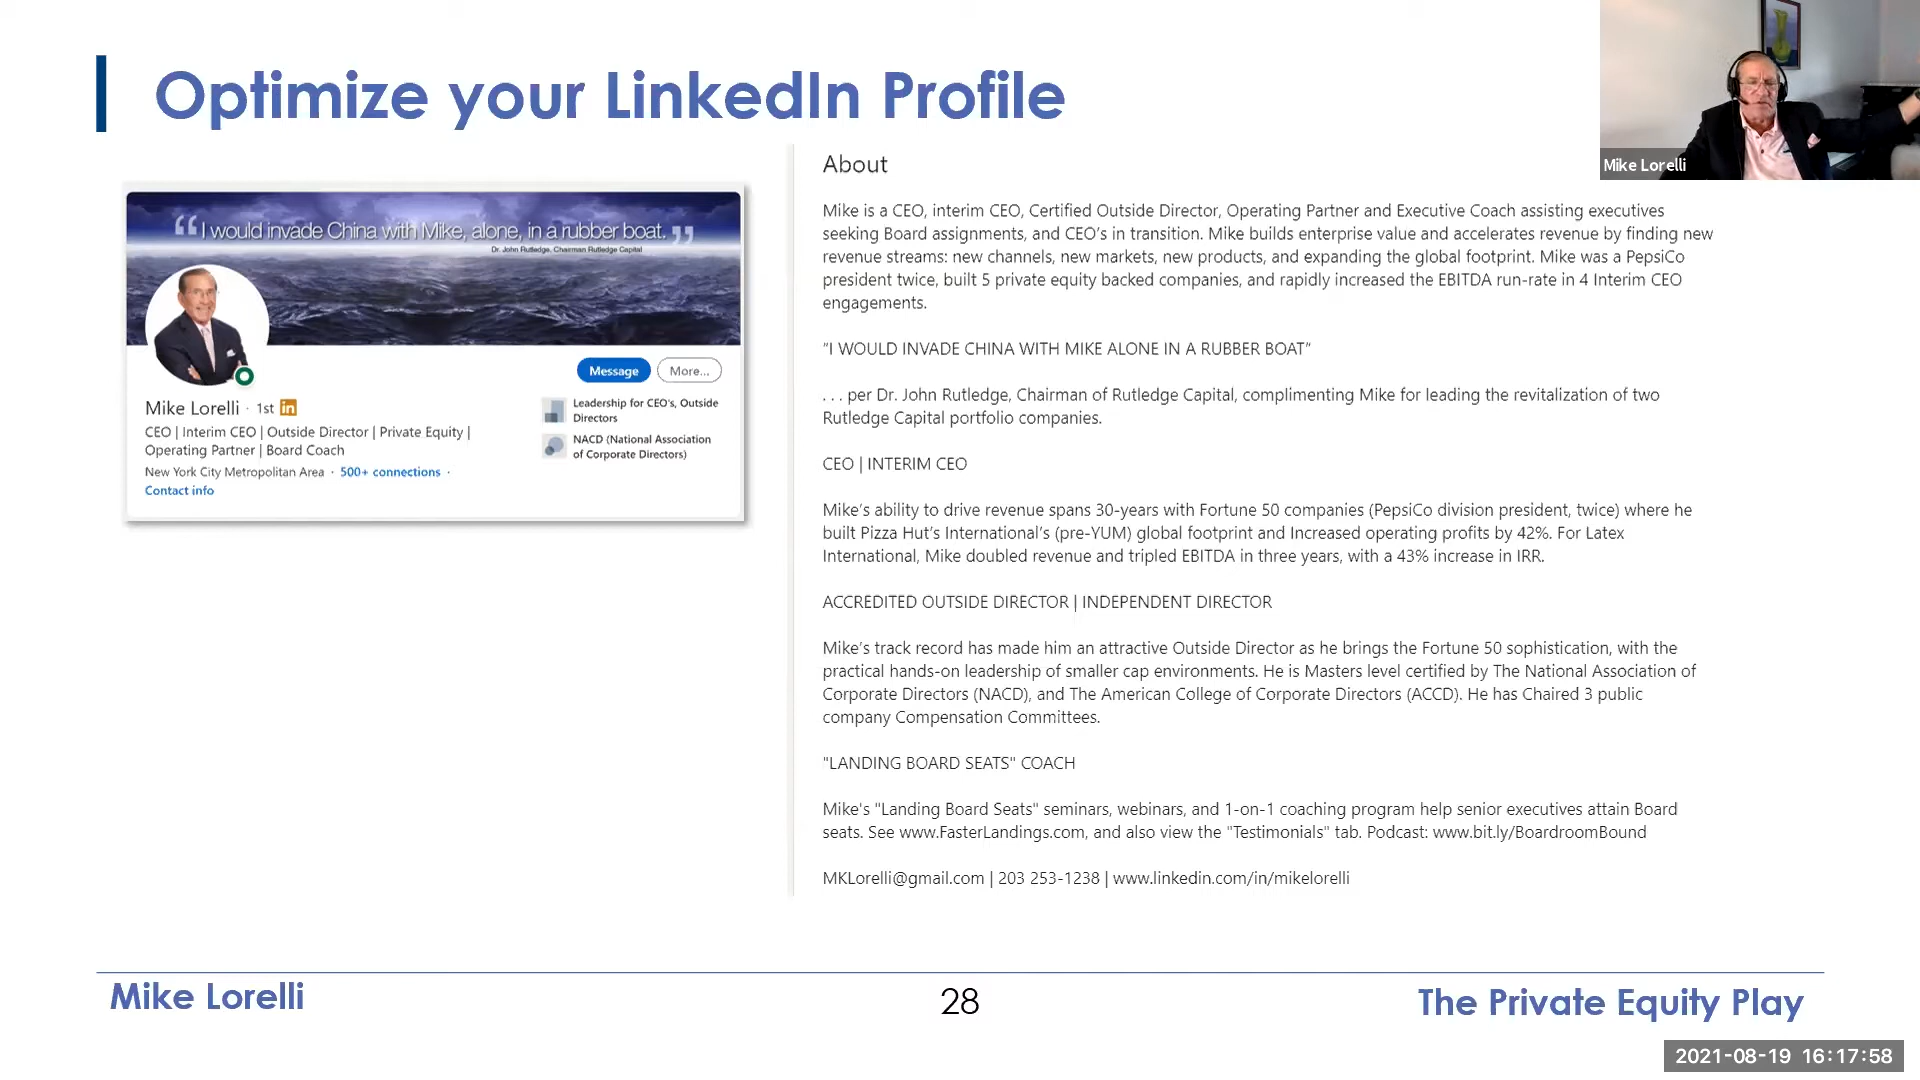 Optimize your LinkedIn Profile
Mike Lorelli
“I would invade China with Mike, alone, in a rubber boat.”
Dr. John Rutledge, Chairman Rutledge Capital
Message
More...
Mike Lorelli · 1st in
CEO | Interim CEO | Outside Director | Private Equity |
Operating Partner | Board Coach
New York City Metropolitan Area · 500+ connections ·
Contact info
Leadership for CEO's, Outside
Directors
NACD (National Association
of Corporate Directors)
About
Mike is a CEO, interim CEO, Certified Outside Director, Operating Partner and Executive Coach assisting executives
seeking Board assignments, and CEO’s in transition. Mike builds enterprise value and accelerates revenue by finding new
revenue streams: new channels, new markets, new products, and expanding the global footprint. Mike was a PepsiCo
president twice, built 5 private equity backed companies, and rapidly increased the EBITDA run-rate in 4 Interim CEO
engagements.
“I WOULD INVADE CHINA WITH MIKE ALONE IN A RUBBER BOAT”
. . . per Dr. John Rutledge, Chairman of Rutledge Capital, complimenting Mike for leading the revitalization of two
Rutledge Capital portfolio companies.
CEO | INTERIM CEO
Mike’s ability to drive revenue spans 30-years with Fortune 50 companies (PepsiCo division president, twice) where he
built Pizza Hut’s International’s (pre-YUM) global footprint and Increased operating profits by 42%. For Latex
International, Mike doubled revenue and tripled EBITDA in three years, with a 43% increase in IRR.
ACCREDITED OUTSIDE DIRECTOR | INDEPENDENT DIRECTOR
Mike’s track record has made him an attractive Outside Director as he brings the Fortune 50 sophistication, with the
practical hands-on leadership of smaller cap environments. He is Masters level certified by The National Association of
Corporate Directors (NACD), and The American College of Corporate Directors (ACCD). He has Chaired 3 public
company Compensation Committees.
"LANDING BOARD SEATS" COACH
Mike's "Landing Board Seats" seminars, webinars, and 1-on-1 coaching program help senior executives attain Board
seats. See www.FasterLandings.com, and also view the "Testimonials" tab. Podcast: www.bit.ly/BoardroomBound
MKLorelli@gmail.com | 203 253-1238 | www.linkedin.com/in/mikelorelli
Mike Lorelli
28
The Private Equity Play
2021-08-19 16:17:58